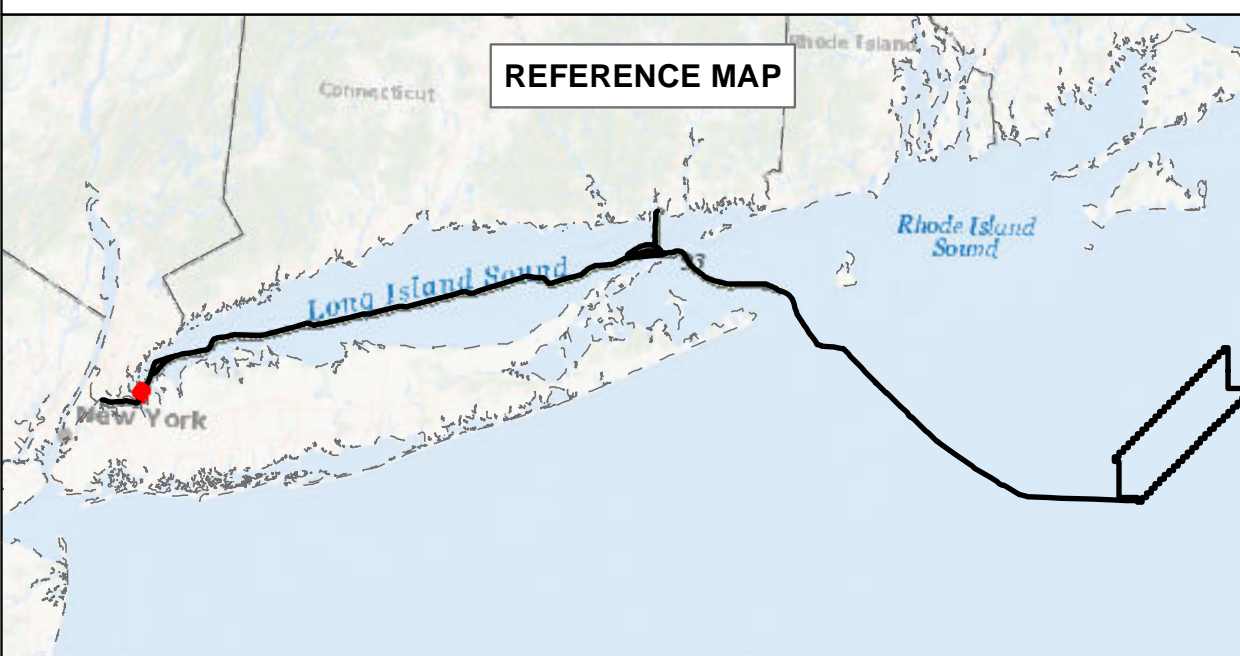 REFERENCE MAP
Rhode Island
Connecticut
Rhode Island
Sound
Long Island Sound
New York